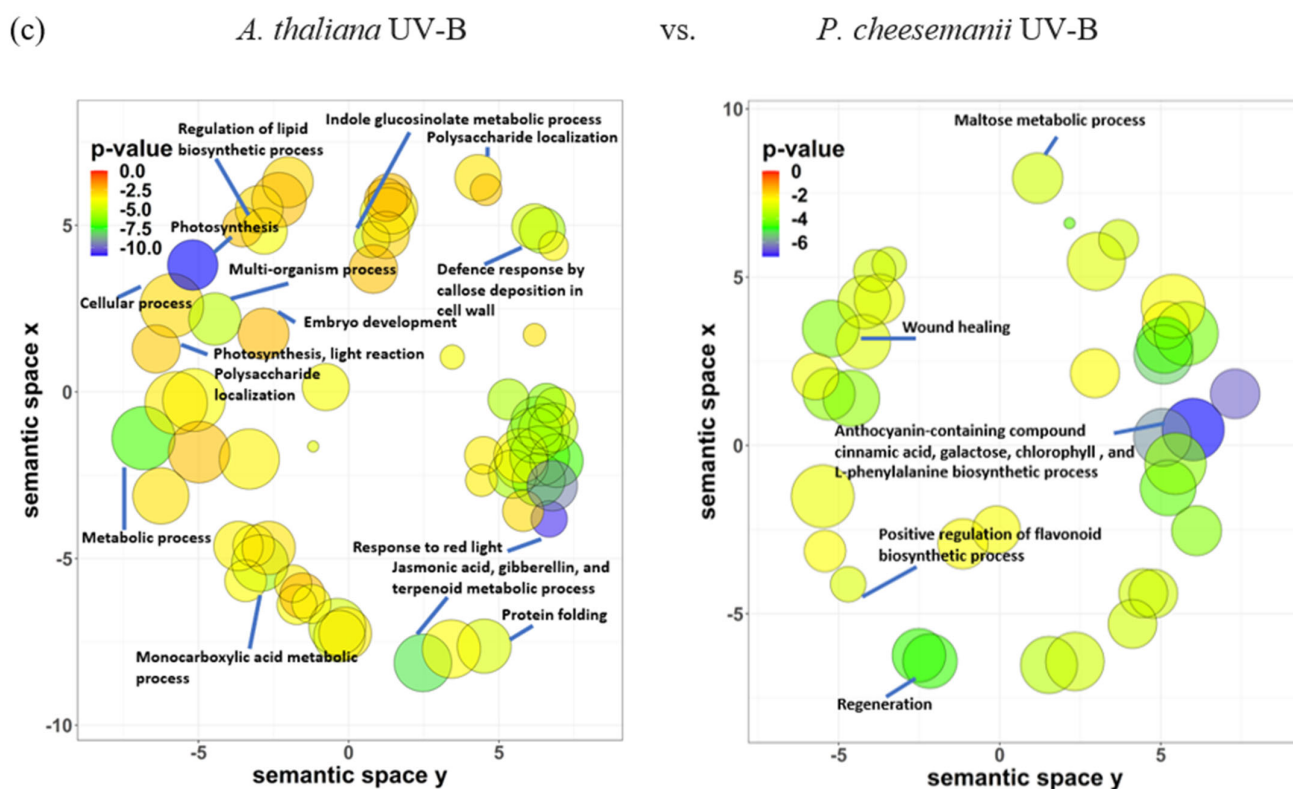 (c) A. thaliana UV-B vs. P. cheesemanii UV-B
Regulation of lipid
biosynthetic process
Indole glucosinolate metabolic process
Polysaccharide localization
p-value
0.0
-2.5
-5.0
-7.5
-10.0
Photosynthesis
Multi-organism process
Defence response by
callose deposition in
cell wall
Cellular process
Embryo development
Photosynthesis, light reaction
Polysaccharide
localization
Metabolic process
Response to red light
Jasmonic acid, gibberellin, and
terpenoid metabolic process
Protein folding
Monocarboxylic acid metabolic
process
5
0
-5
-10
semantic space x
-5
0
5
semantic space y
10
5
0
-5
semantic space x
Maltose metabolic process
p-value
0
-2
-4
-6
Wound healing
Anthocyanin-containing compound
cinnamic acid, galactose, chlorophyll , and
L-phenylalanine biosynthetic process
Positive regulation of flavonoid
biosynthetic process
Regeneration
-5
0
5
semantic space y